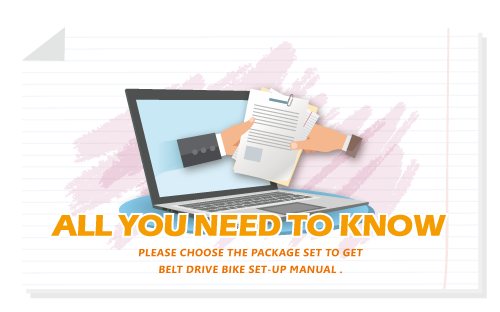 ALL YOU NEED TO KNOW
PLEASE CHOOSE THE PACKAGE SET TO GET
BELT DRIVE BIKE SET-UP MANUAL .